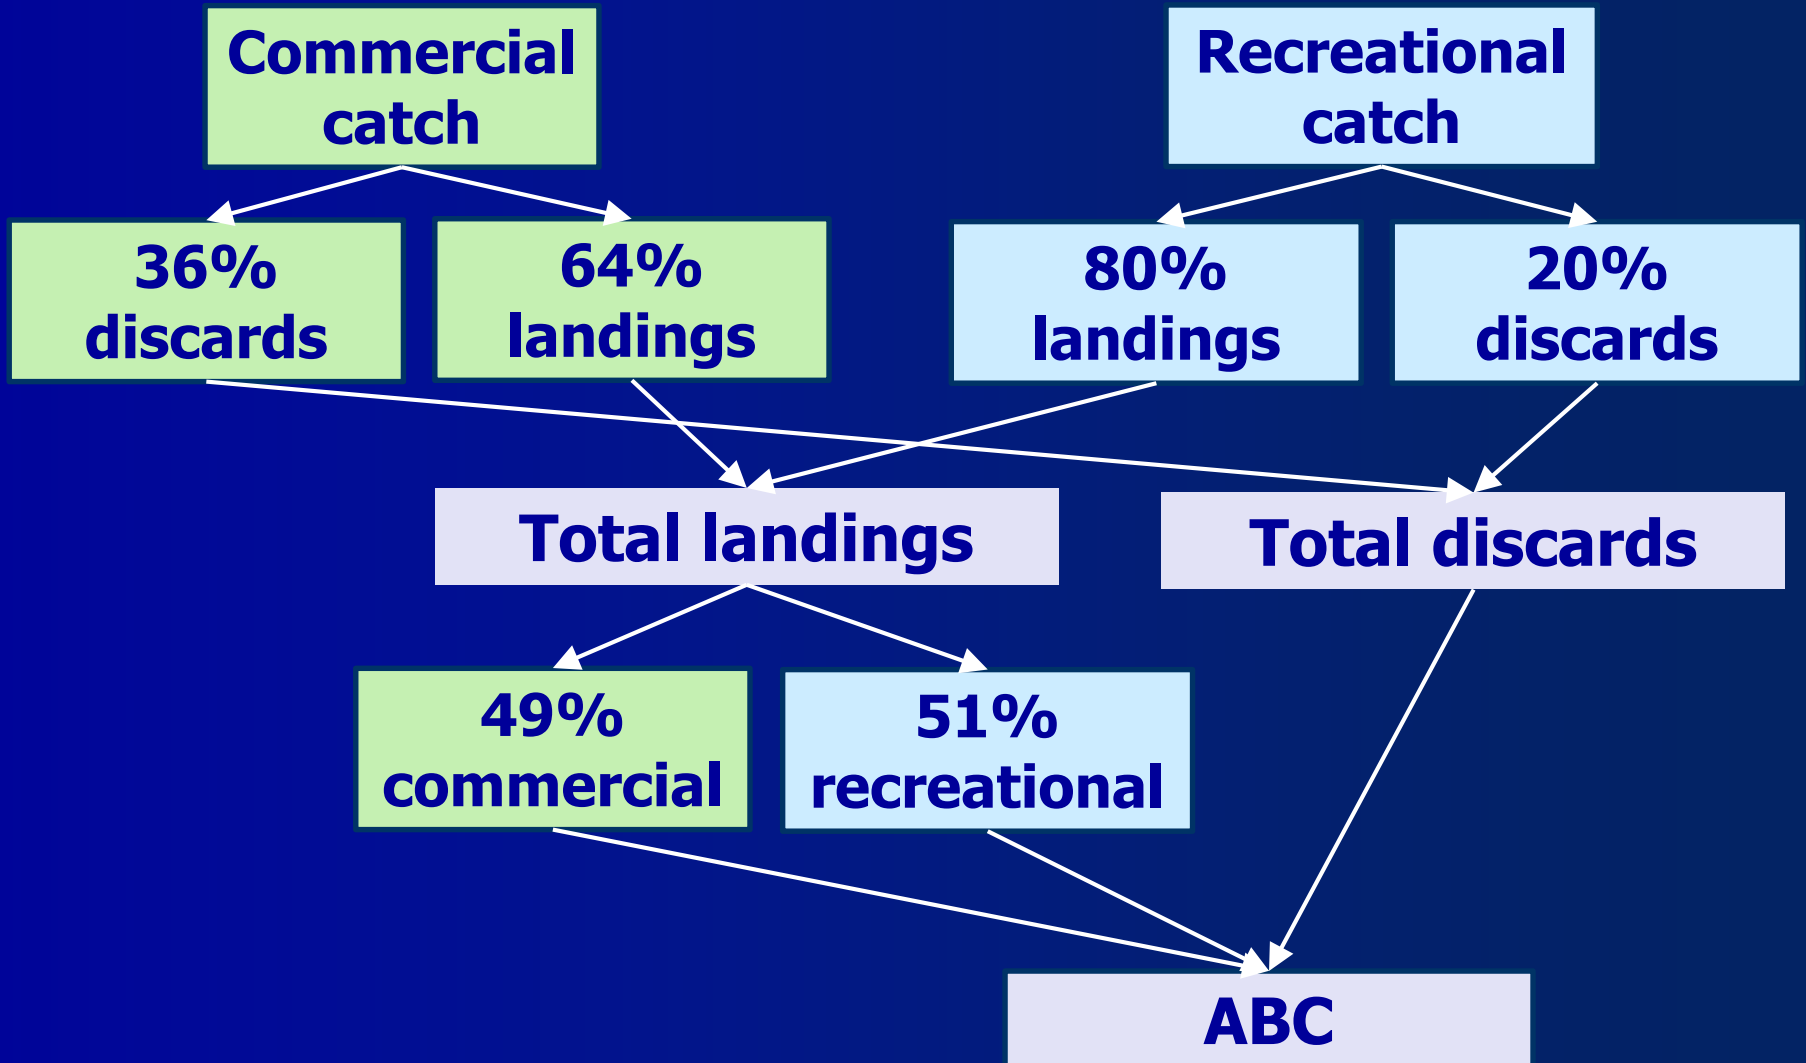 Commercial
catch
Recreational
catch
36%
discards
64%
landings
80%
landings
20%
discards
Total landings
Total discards
49%
commercial
51%
recreational
ABC